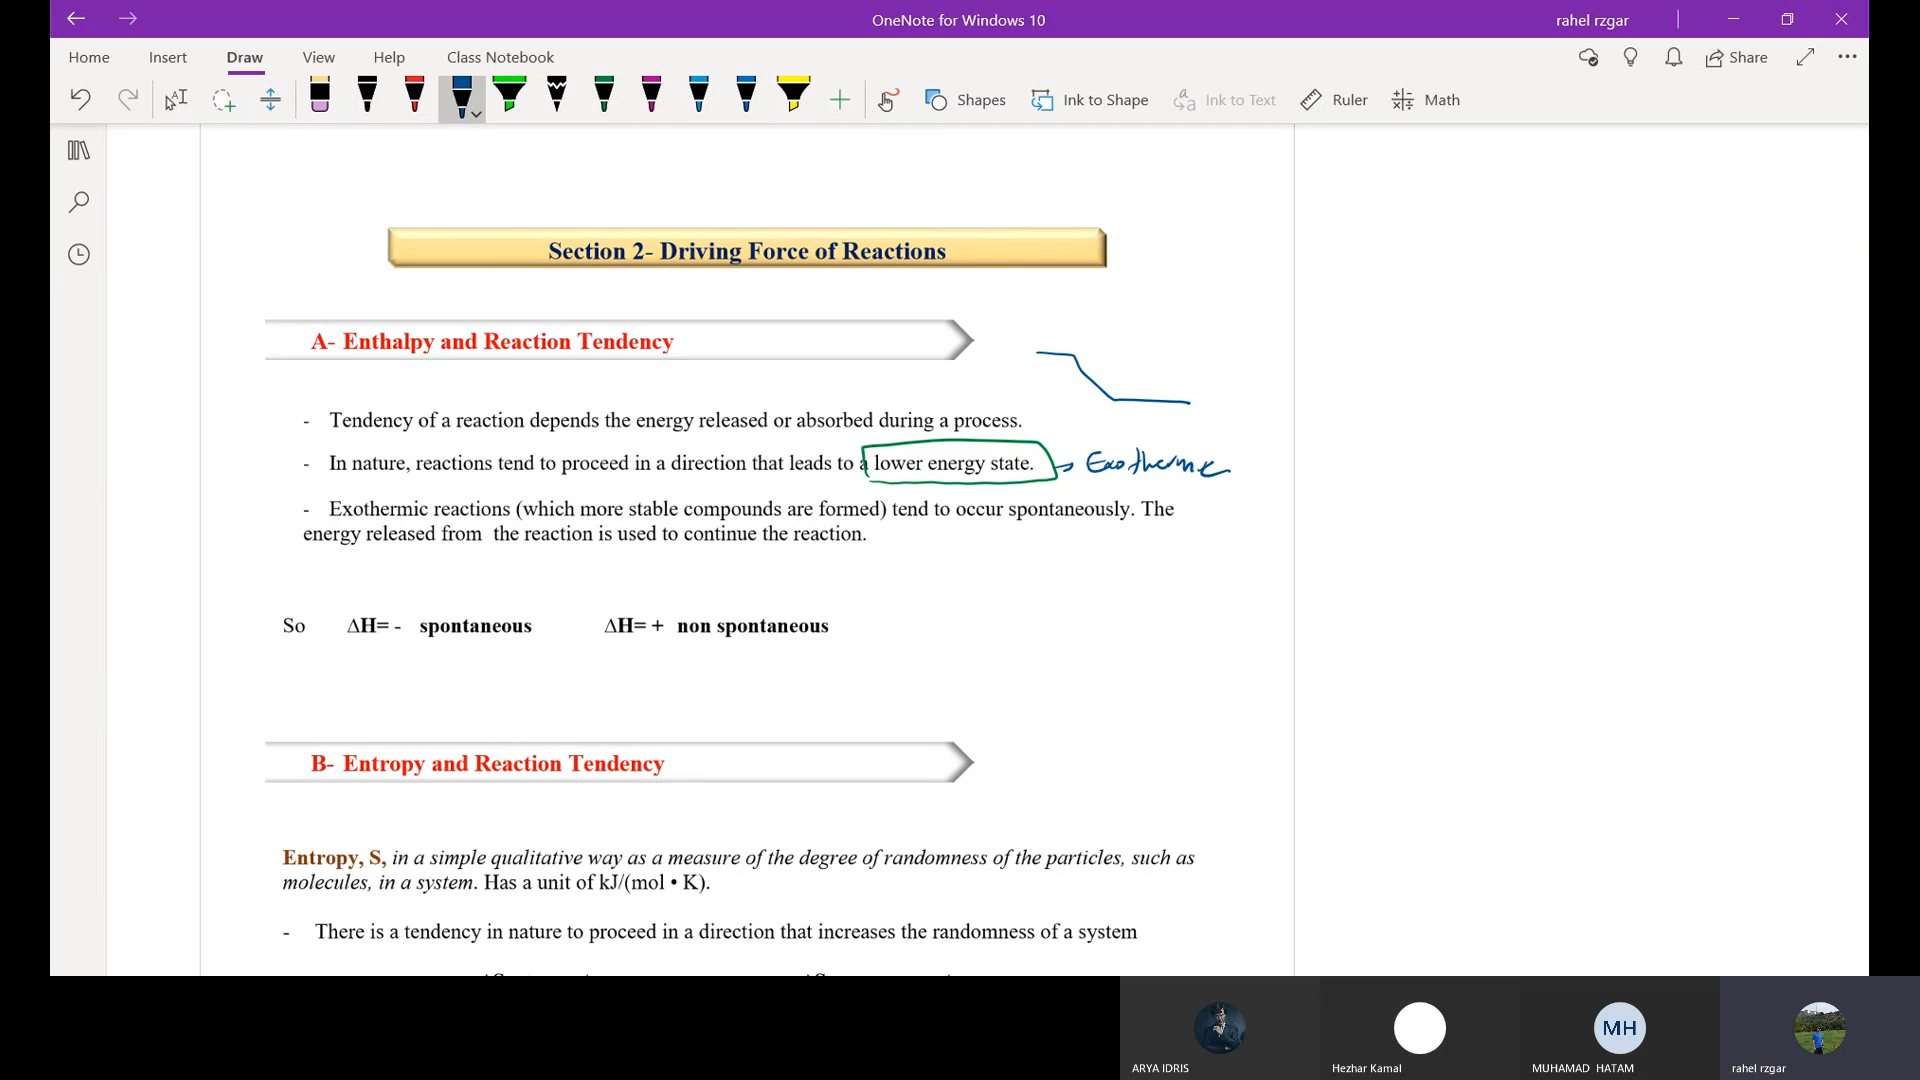 OneNote for Windows 10
rahel rzgar
Home Insert Draw View Help Class Notebook
Share
Shapes Ink to Shape Ink to Text Ruler Math
Section 2- Driving Force of Reactions
A- Enthalpy and Reaction Tendency
- Tendency of a reaction depends the energy released or absorbed during a process.
- In nature, reactions tend to proceed in a direction that leads to a lower energy state. Exothermic
- Exothermic reactions (which more stable compounds are formed) tend to occur spontaneously. The
energy released from the reaction is used to continue the reaction.
So ∆H= - spontaneous ∆H= + non spontaneous
B- Entropy and Reaction Tendency
Entropy, S, in a simple qualitative way as a measure of the degree of randomness of the particles, such as
molecules, in a system. Has a unit of kJ/(mol • K).
- There is a tendency in nature to proceed in a direction that increases the randomness of a system
MH
ARYA IDRIS Hezhar Kamal MUHAMAD HATAM rahel rzgar